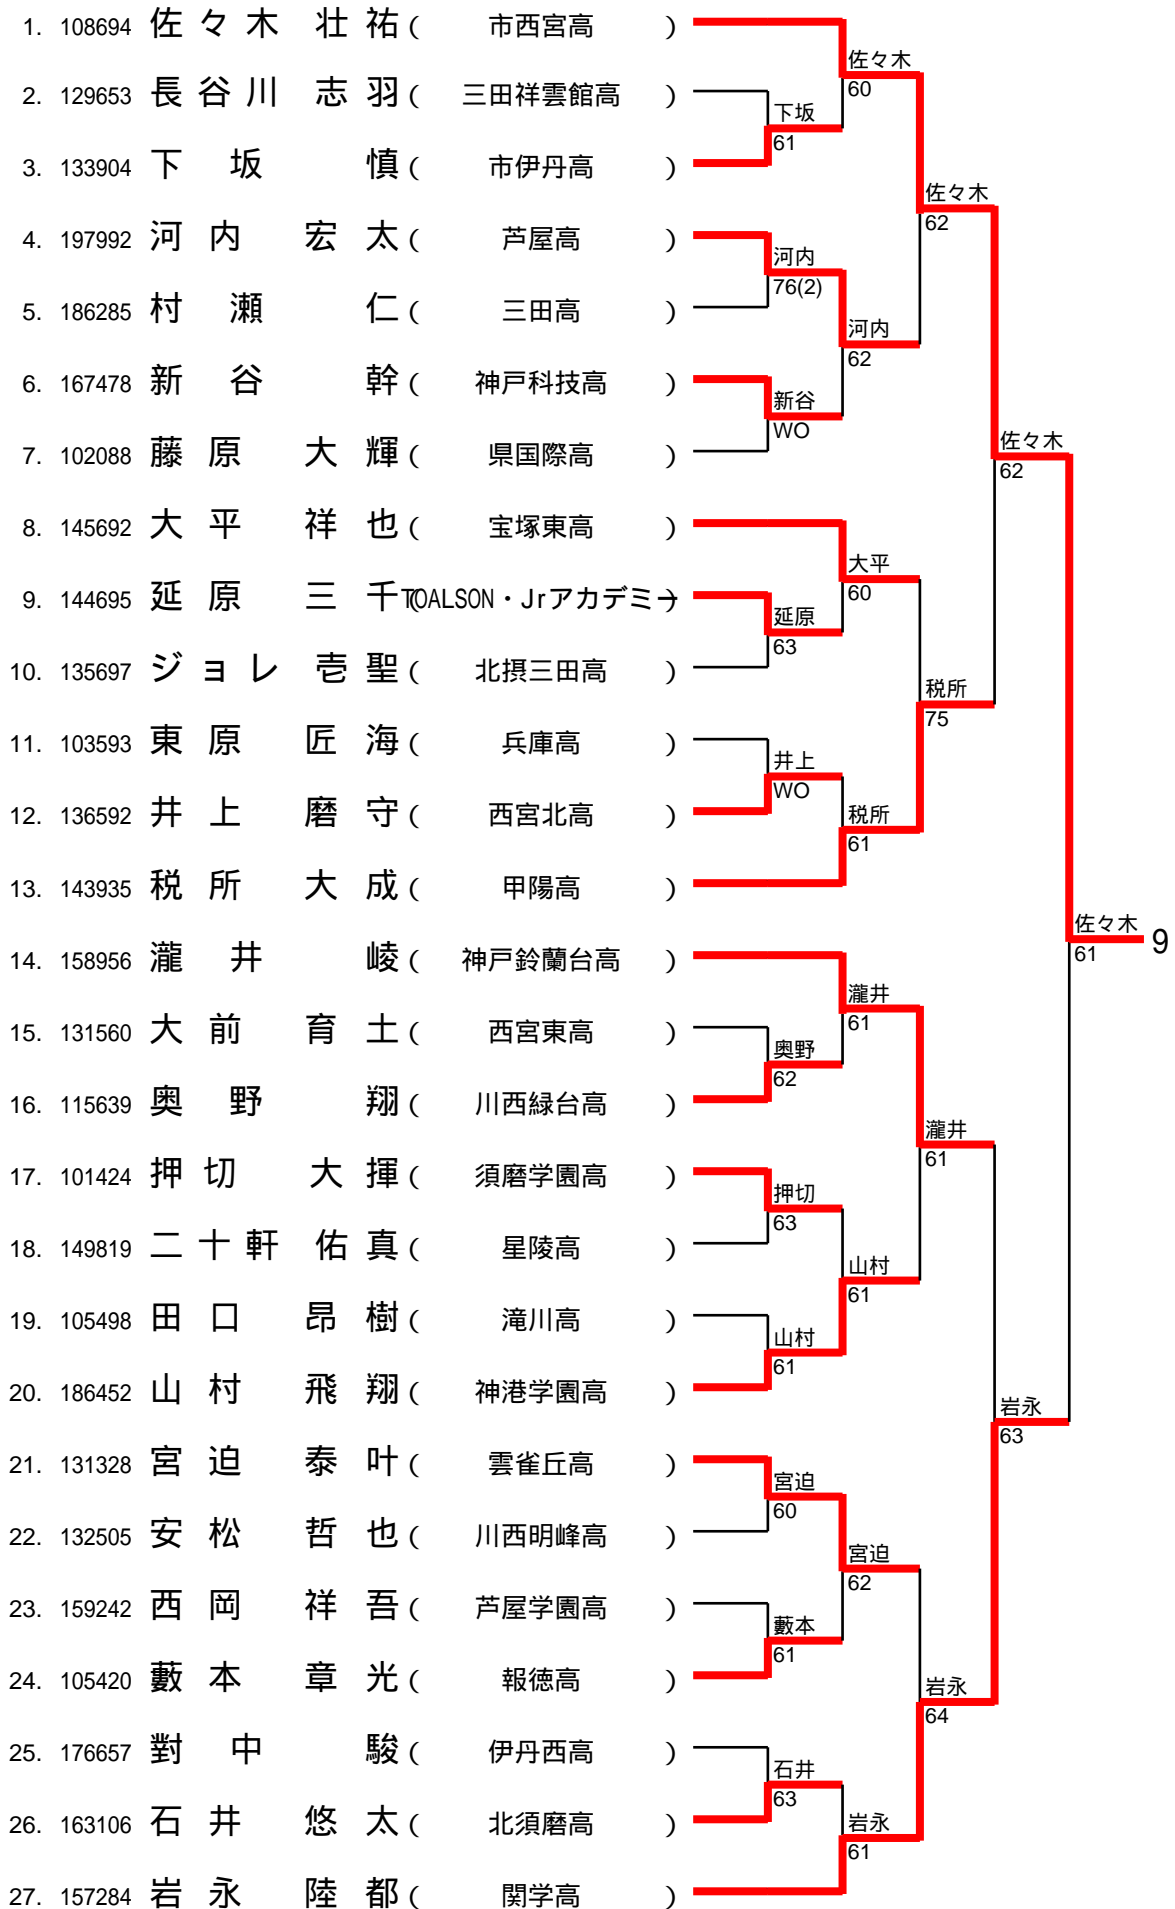 1. 108694 佐々木 壮祐 ( 市西宮高 )
佐々木
60
2. 129653 長谷川 志羽 ( 三田祥雲館高 )
下坂
61
3. 133904 下坂 慎 ( 市伊丹高 )
佐々木
62
4. 197992 河内 宏太 ( 芦屋高 )
河内
76(2)
5. 186285 村瀬 仁 ( 三田高 )
河内
62
6. 167478 新谷 幹 ( 神戸科技高 )
新谷
WO
7. 102088 藤原 大輝 ( 県国際高 )
佐々木
62
8. 145692 大平 祥也 ( 宝塚東高 )
大平
60
9. 144695 延原 三千 ( TOALSON・Jrアカデミー )
延原
63
10. 135697 ジョレ 壱聖 ( 北摂三田高 )
税所
75
11. 103593 東原 匠海 ( 兵庫高 )
井上
WO
12. 136592 井上 磨守 ( 西宮北高 )
税所
61
13. 143935 税所 大成 ( 甲陽高 )
佐々木
61
9
14. 158956 瀧井 崚 ( 神戸鈴蘭台高 )
瀧井
61
15. 131560 大前 育土 ( 西宮東高 )
奥野
62
16. 115639 奥野 翔 ( 川西緑台高 )
瀧井
61
17. 101424 押切 大揮 ( 須磨学園高 )
押切
63
18. 149819 二十軒 佑真 ( 星陵高 )
山村
61
19. 105498 田口 昂樹 ( 滝川高 )
山村
61
20. 186452 山村 飛翔 ( 神港学園高 )
岩永
63
21. 131328 宮迫 泰叶 ( 雲雀丘高 )
宮迫
60
22. 132505 安松 哲也 ( 川西明峰高 )
宮迫
62
23. 159242 西岡 祥吾 ( 芦屋学園高 )
藪本
61
24. 105420 藪本 章光 ( 報徳高 )
岩永
64
25. 176657 對中 駿 ( 伊丹西高 )
石井
63
26. 163106 石井 悠太 ( 北須磨高 )
岩永
61
27. 157284 岩永 陸都 ( 関学高 )